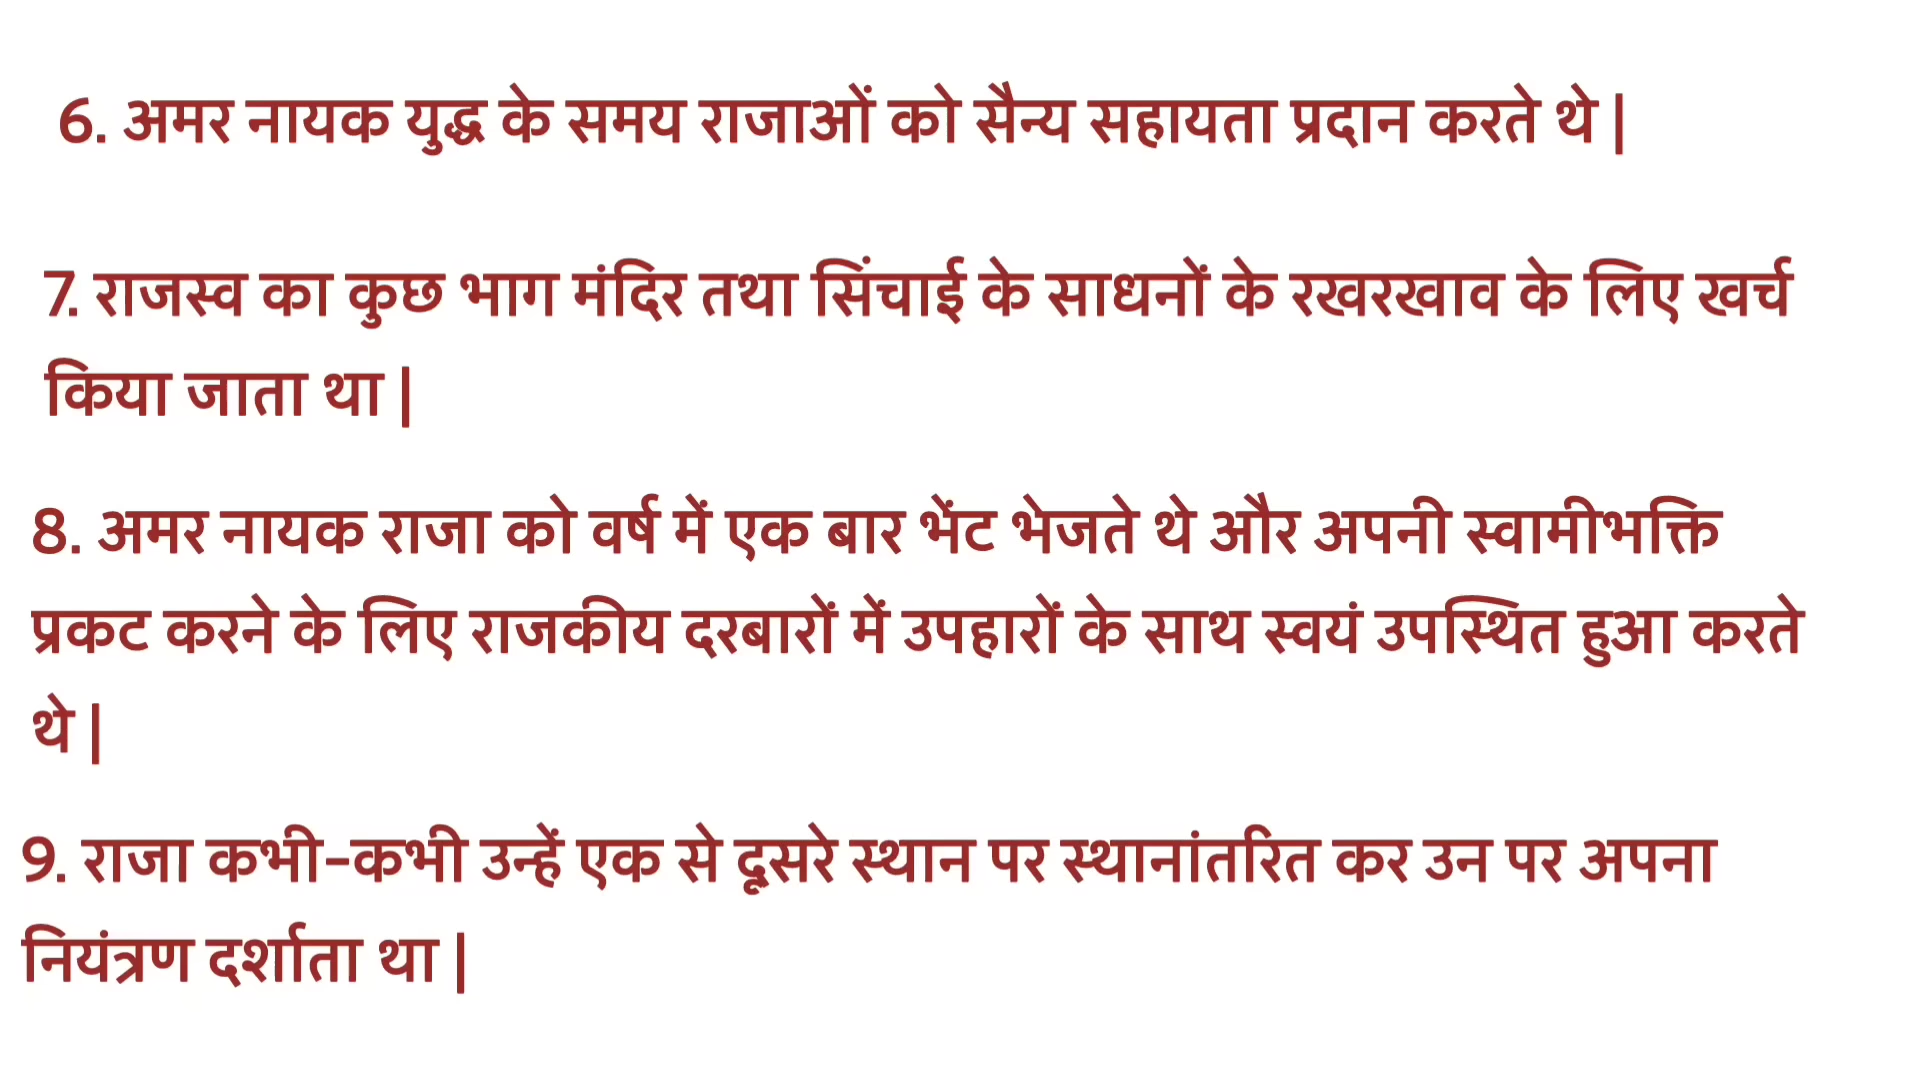 6. अमर नायक युद्ध के समय राजाओं को सैन्य सहायता प्रदान करते थे |
7. राजस्व का कुछ भाग मंदिर तथा सिंचाई के साधनों के रखरखाव के लिए खर्च
किया जाता था |
8. अमर नायक राजा को वर्ष में एक बार भेंट भेजते थे और अपनी स्वामीभक्ति
प्रकट करने के लिए राजकीय दरबारों में उपहारों के साथ स्वयं उपस्थित हुआ करते
थे |
9. राजा कभी-कभी उन्हें एक से दूसरे स्थान पर स्थानांतरित कर उन पर अपना
नियंत्रण दर्शाता था |